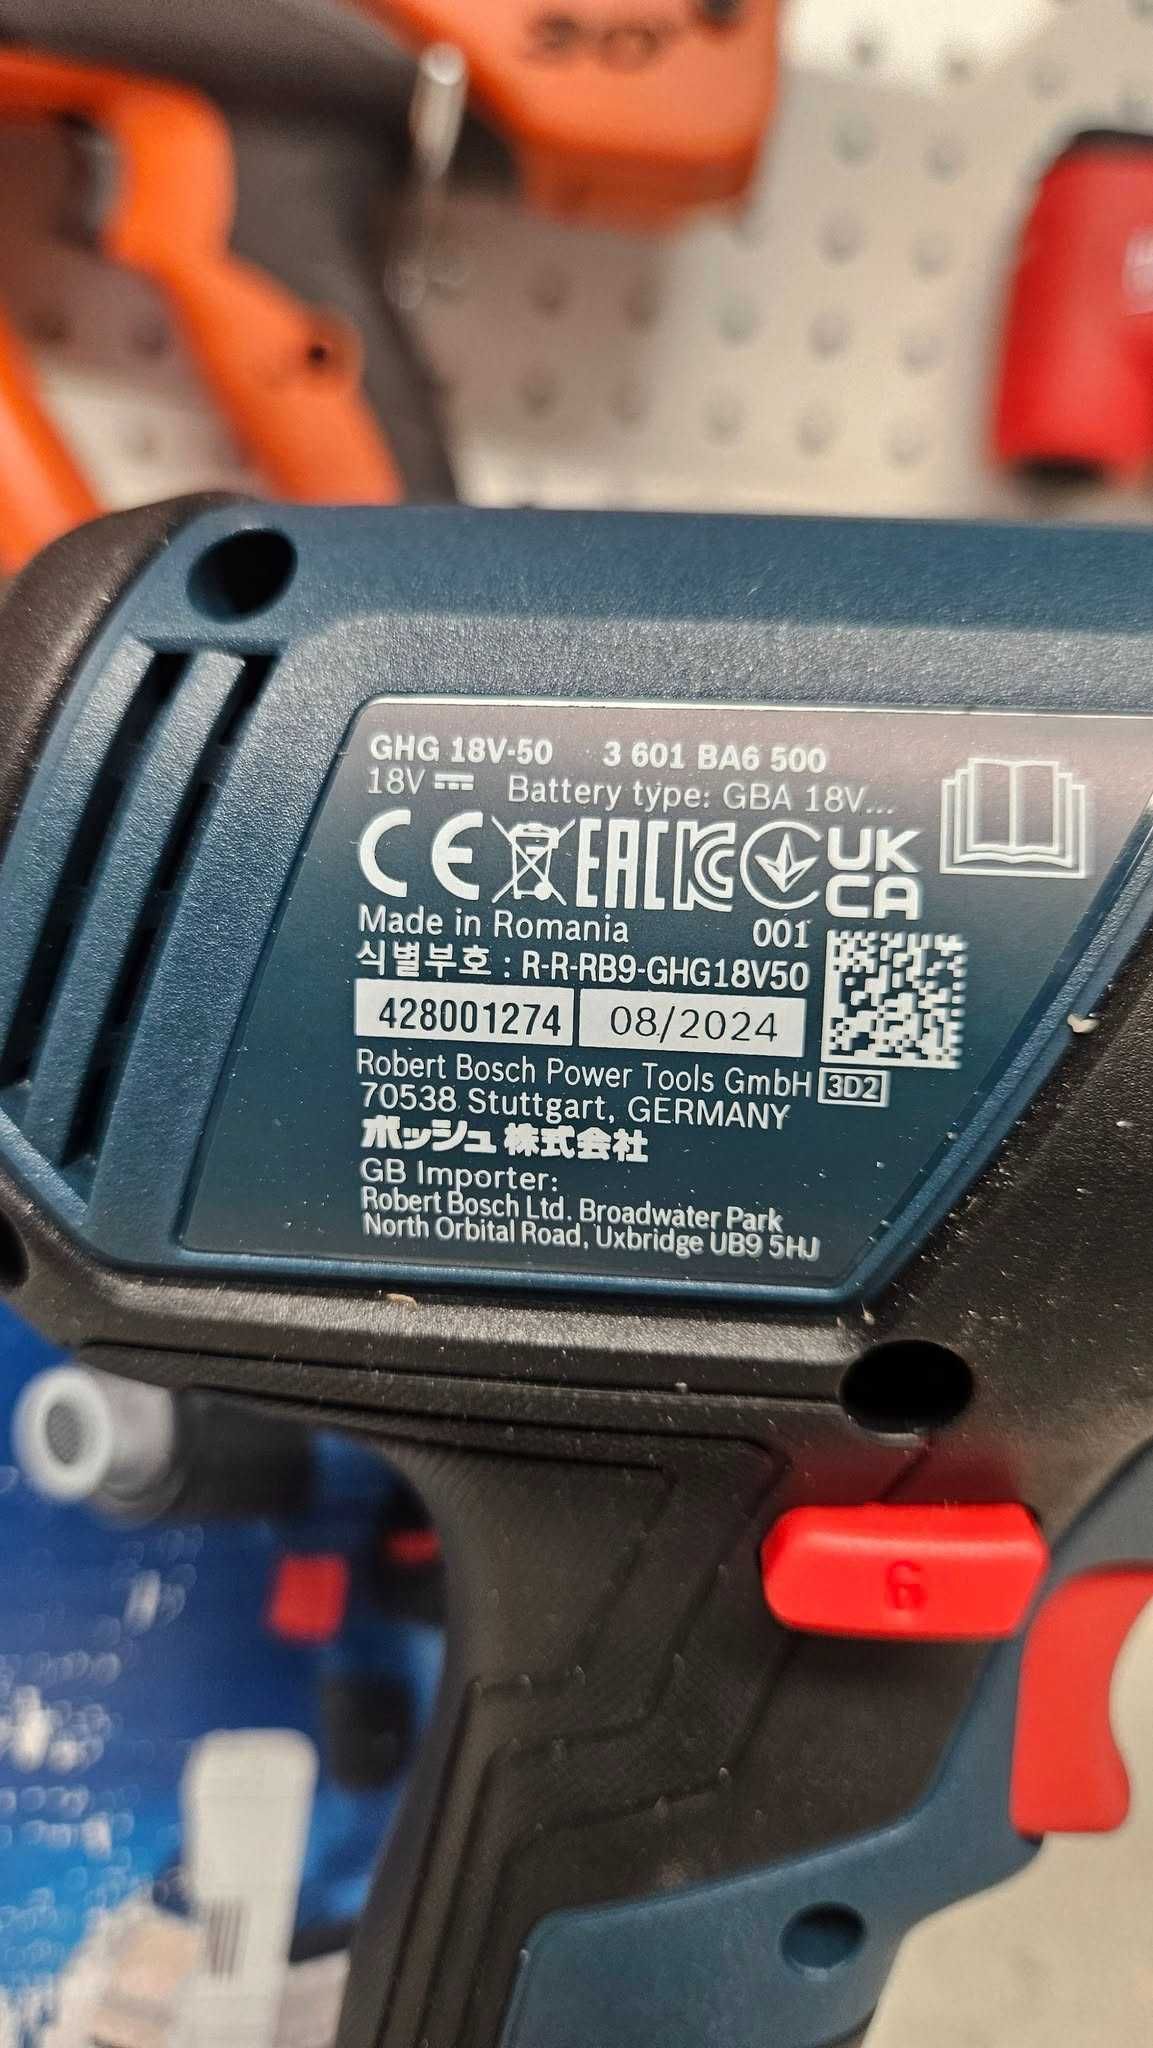 GHG 18V-50 3 601 BA6 500
18V Battery type: GBA 18V...
CE EAC KC UK CA
Made in Romania 001
식별부호 : R-R-RB9-GHG18V50
428001274 08/2024
Robert Bosch Power Tools GmbH 3D2
70538 Stuttgart, GERMANY
ボッシュ 株式会社
GB Importer:
Robert Bosch Ltd. Broadwater Park
North Orbital Road, Uxbridge UB9 5HJ